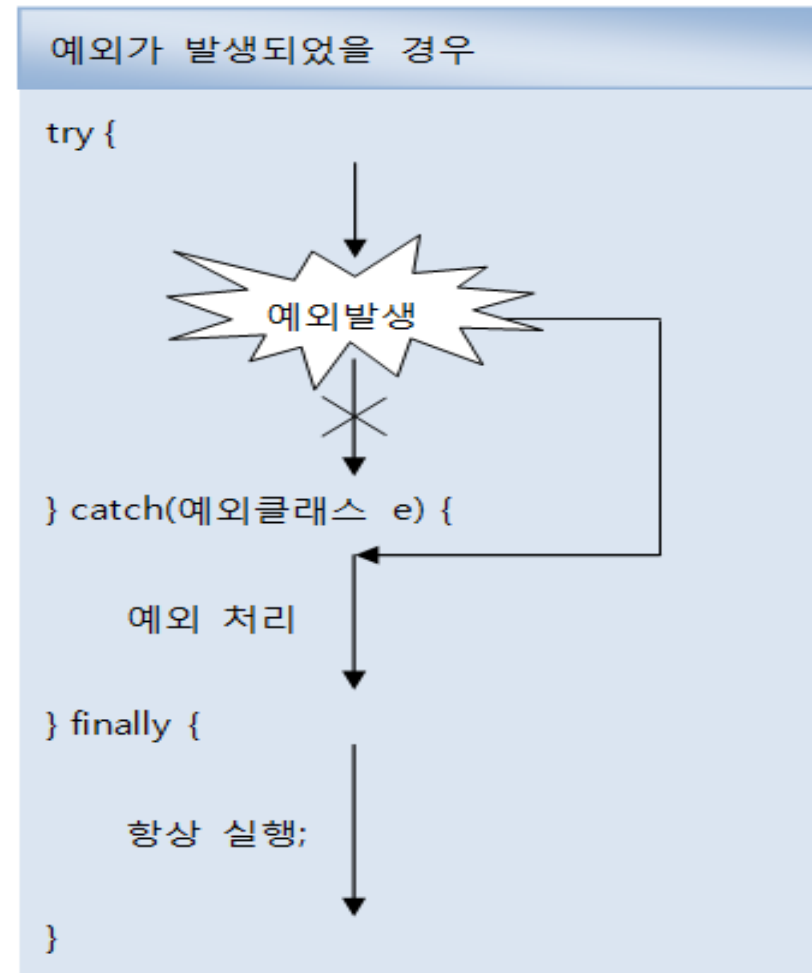 예외가 발생되었을 경우
try {
예외발생
} catch(예외클래스 e) {
예외 처리
} finally {
항상 실행;
}